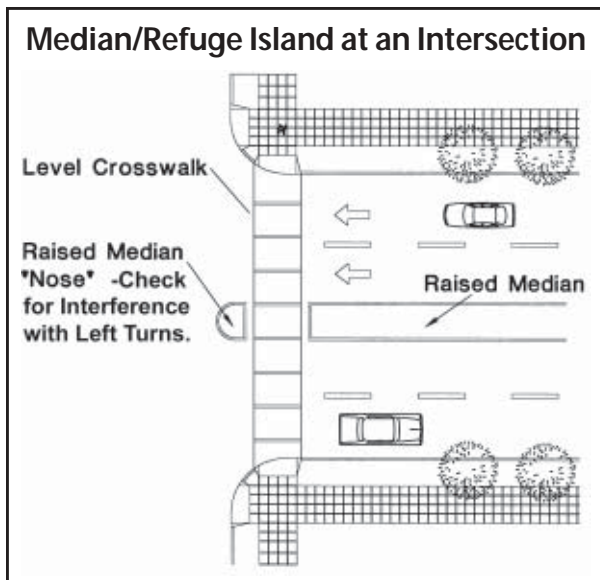 Median/Refuge Island at an Intersection
Level Crosswalk
Raised Median
"Nose" -Check
for Interference
with Left Turns.
Raised Median